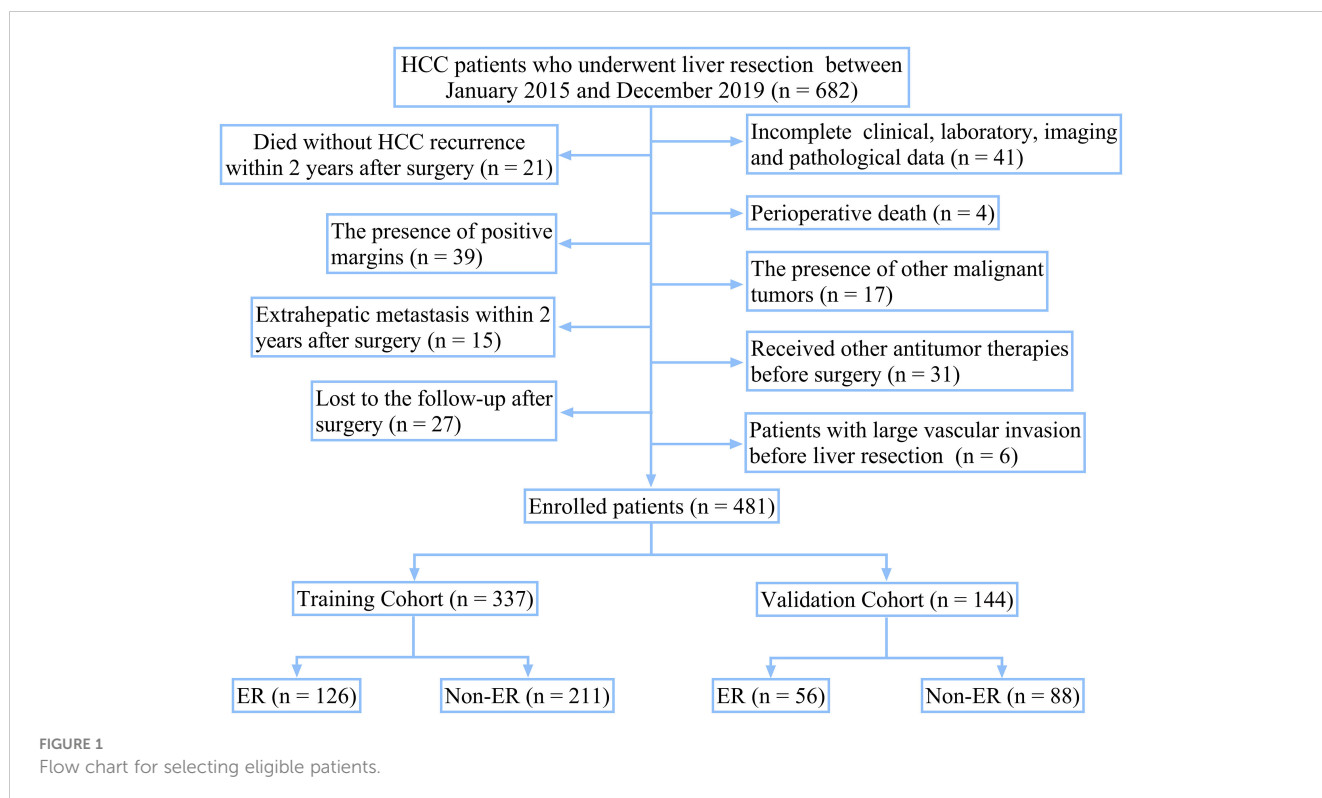 HCC patients who underwent liver resection between
January 2015 and December 2019 (n = 682)
Died without HCC recurrence
within 2 years after surgery (n = 21)
Incomplete clinical, laboratory, imaging
and pathological data (n = 41)
Perioperative death (n = 4)
The presence of positive
margins (n = 39)
The presence of other malignant
tumors (n = 17)
Extrahepatic metastasis within 2
years after surgery (n = 15)
Received other antitumor therapies
before surgery (n = 31)
Lost to the follow-up after
surgery (n = 27)
Patients with large vascular invasion
before liver resection (n = 6)
Enrolled patients (n = 481)
Training Cohort (n = 337)
Validation Cohort (n = 144)
ER (n = 126)
Non-ER (n = 211)
ER (n = 56)
Non-ER (n = 88)
FIGURE 1
Flow chart for selecting eligible patients.